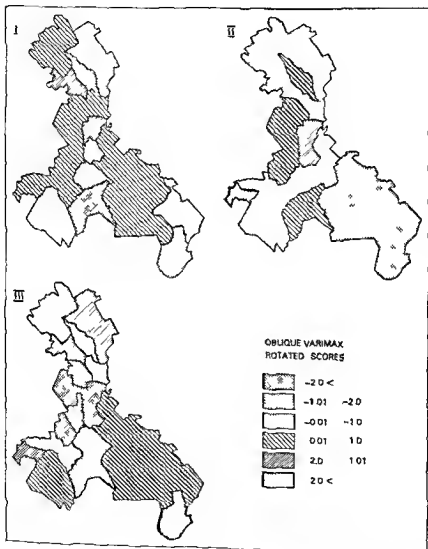 I
II
III
OBLIQUE VARIMAX
ROTATED SCORES
-2.0 <
-1.01 -2.0
-0.01 -1.0
0.01 1.0
2.0 1.01
2.0 <